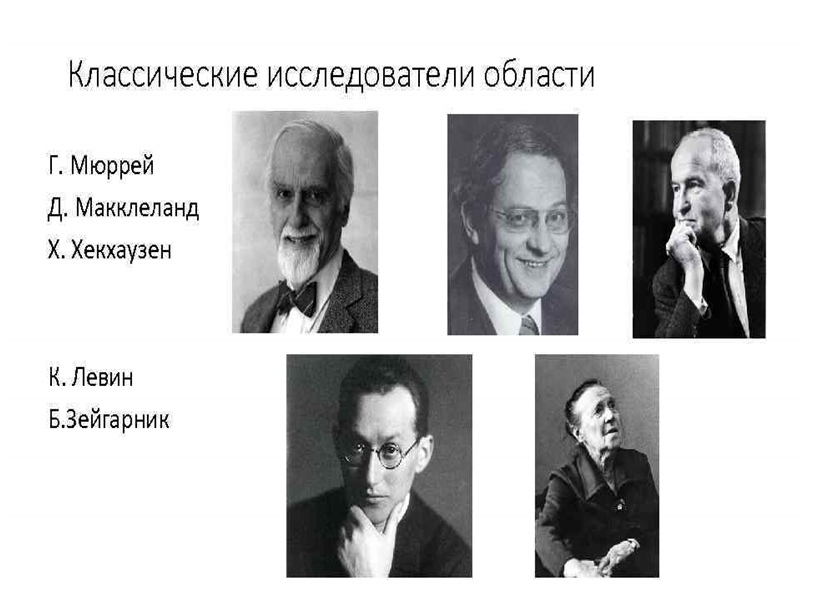 Классические исследователи области
Г. Мюррей
Д. Макклеланд
Х. Хекхаузен
К. Левин
Б.Зейгарник